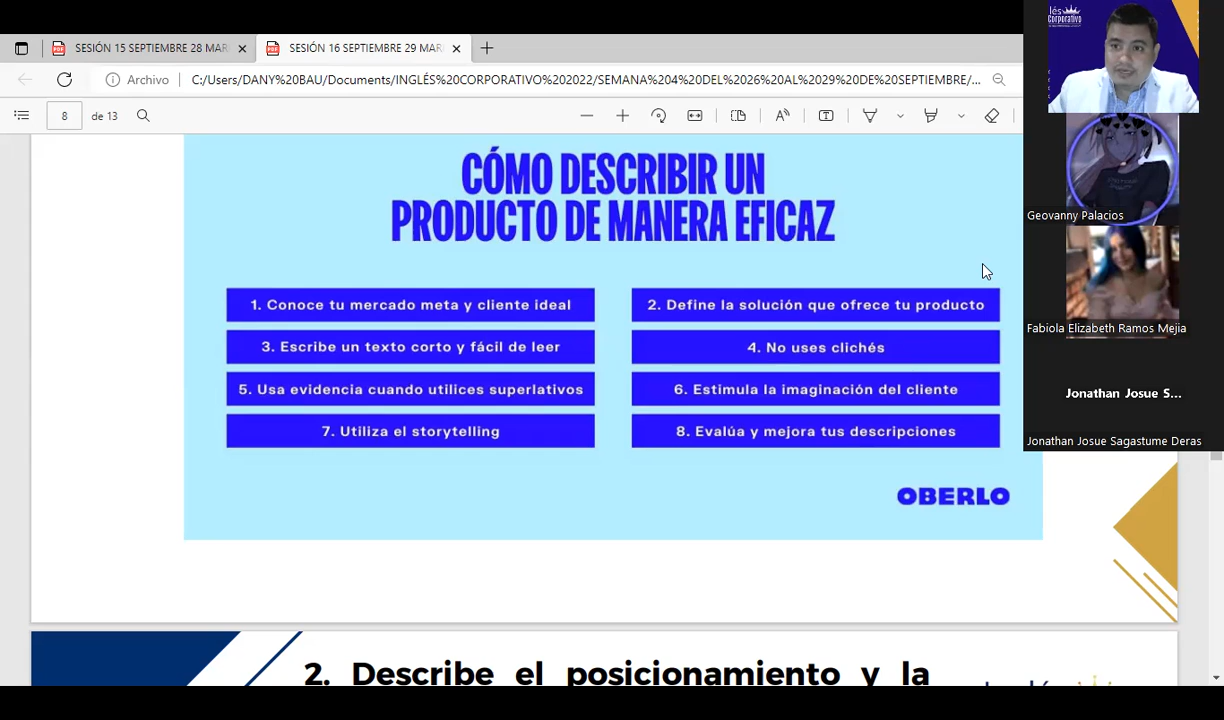 SESIÓN 15 SEPTIEMBRE 28 MAR
SESIÓN 16 SEPTIEMBRE 29 MAR
Archivo
C:/Users/DANY%20BAU/Documents/INGLÉS%20CORPORATIVO%202022/SEMANA%204%20DEL%2026%20AL%2029%20DE%20SEPTIEMBRE/...
8 de 13
CÓMO DESCRIBIR UN
PRODUCTO DE MANERA EFICAZ
1. Conoce tu mercado meta y cliente ideal
2. Define la solución que ofrece tu producto
3. Escribe un texto corto y fácil de leer
4. No uses clichés
5. Usa evidencia cuando utilices superlativos
6. Estimula la imaginación del cliente
7. Utiliza el storytelling
8. Evalúa y mejora tus descripciones
OBERLO
2. Describe el posicionamiento y la
lés
Corporativo
Geovanny Palacios
Fabiola Elizabeth Ramos Mejia
Jonathan Josue S...
Jonathan Josue Sagastume Deras